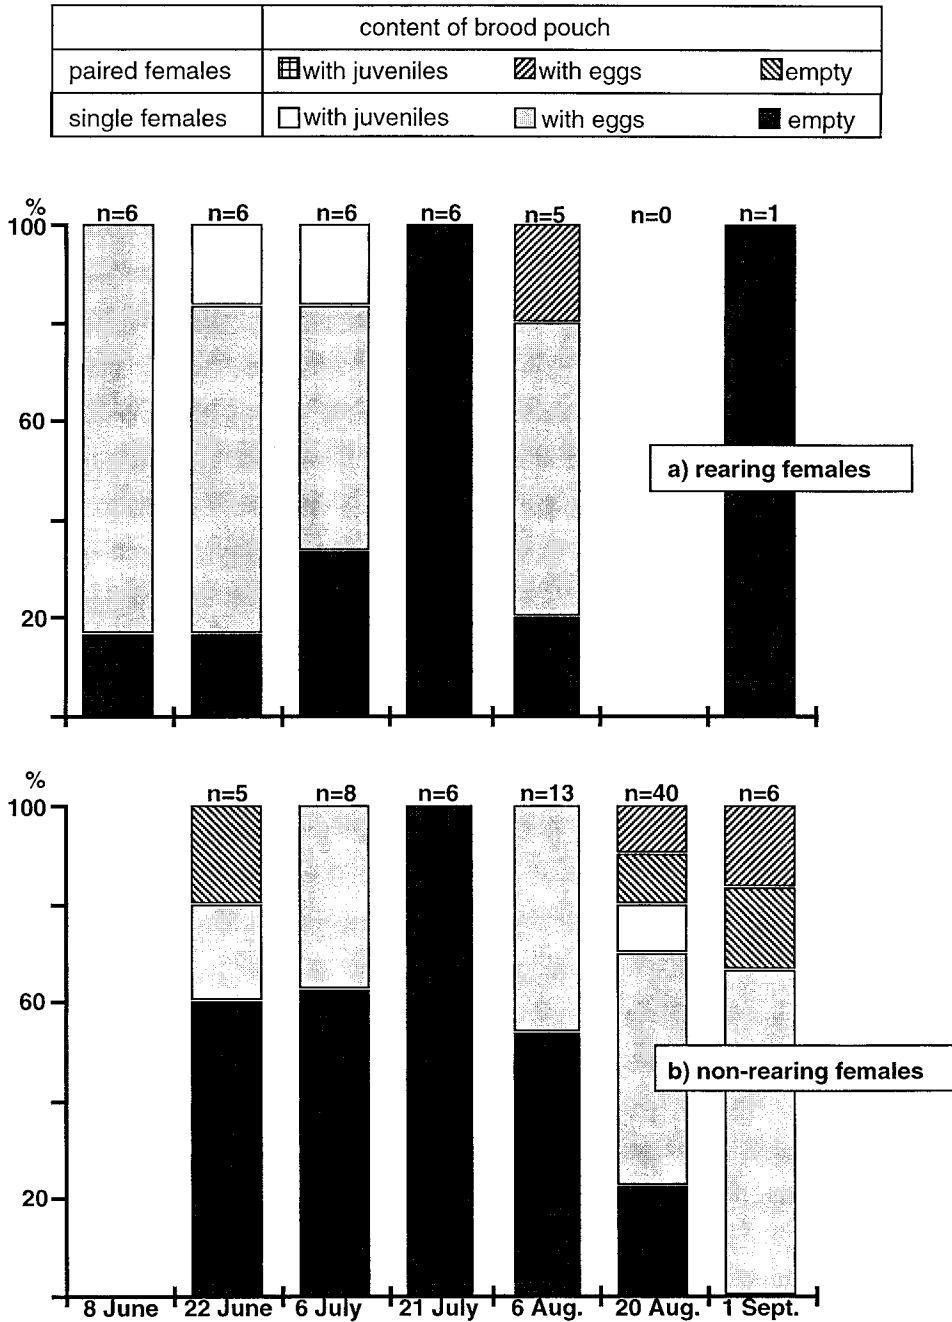 content of brood pouch
paired females with juveniles with eggs empty
single females with juveniles with eggs empty
%
n=6 n=6 n=6 n=6 n=5 n=0 n=1
100
60
a) rearing females
20
%
n=5 n=8 n=6 n=13 n=40 n=6
100
60
b) non-rearing females
20
8 June 22 June 6 July 21 July 6 Aug. 20 Aug. 1 Sept.